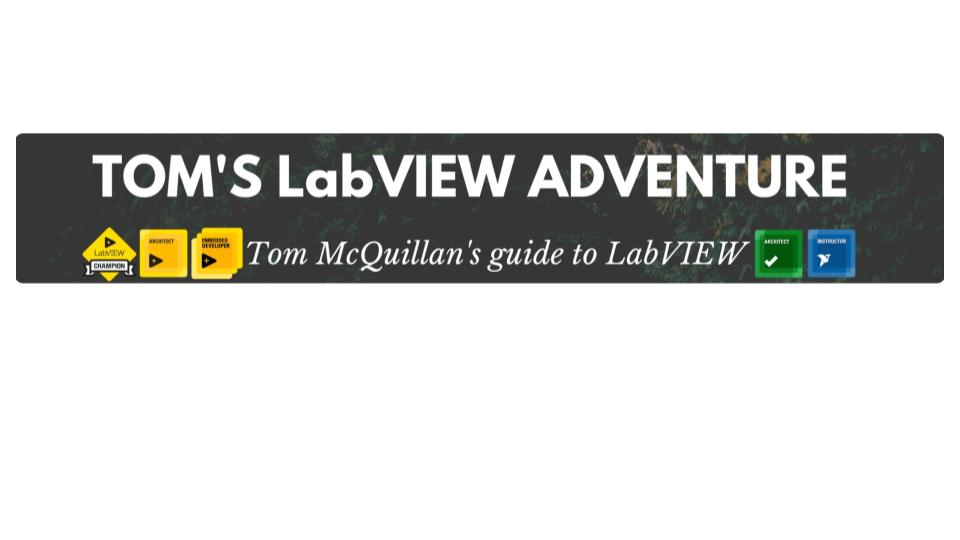 TOM'S LabVIEW ADVENTURE
LabVIEW
CHAMPION
ARCHITECT
EMBEDDED
DEVELOPER
Tom McQuillan's guide to LabVIEW
ARCHITECT
INSTRUCTOR